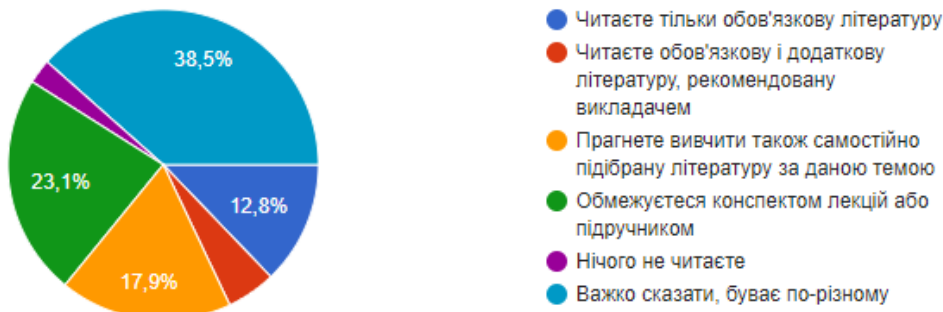 38,5%
23,1%
12,8%
17,9%
Читаєте тільки обов'язкову літературу
Читаєте обов'язкову і додаткову
літературу, рекомендовану
викладачем
Прагнете вивчити також самостійно
підібрану літературу за даною темою
Обмежуєтеся конспектом лекцій або
підручником
Нічого не читаєте
Важко сказати, буває по-різному